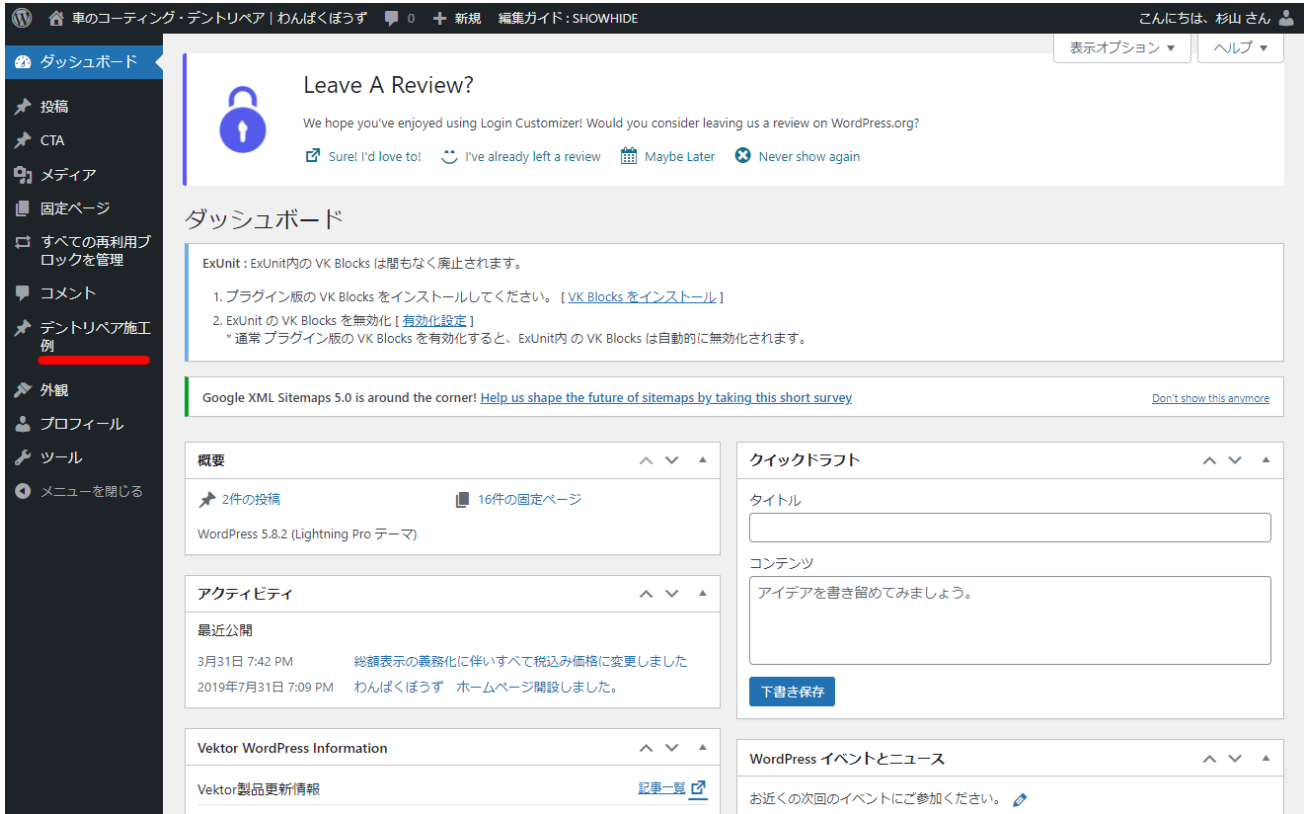 車のコーティング・デントリペア | わんぱくぼうず 0 新規 編集ガイド : SHOWHIDE こんにちは、杉山 さん
表示オプション ▼ ヘルプ ▼
ダッシュボード
投稿
CTA
メディア
固定ページ
すべての再利用ブ
ロックを管理
コメント
デントリペア施工
例
外観
プロフィール
ツール
メニューを閉じる
Leave A Review?
We hope you've enjoyed using Login Customizer! Would you consider leaving us a review on WordPress.org?
Sure! I'd love to! I've already left a review Maybe Later Never show again
ダッシュボード
ExUnit : ExUnit内の VK Blocks は間もなく廃止されます。
1. プラグイン版の VK Blocks をインストールしてください。 [ VK Blocks をインストール ]
2. ExUnit の VK Blocks を無効化 [ 有効化設定 ]
* 通常 プラグイン版の VK Blocks を有効化すると、ExUnit内 の VK Blocks は自動的に無効化されます。
Google XML Sitemaps 5.0 is around the corner! Help us shape the future of sitemaps by taking this short survey Don't show this anymore
概要
2件の投稿 16件の固定ページ
WordPress 5.8.2 (Lightning Pro テーマ)
アクティビティ
最近公開
3月31日 7:42 PM 総額表示の義務化に伴いすべて税込み価格に変更しました
2019年7月31日 7:09 PM わんぱくぼうず ホームページ開設しました。
Vektor WordPress Information
Vektor製品更新情報 記事一覧
クイックドラフト
タイトル
コンテンツ
アイデアを書き留めてみましょう。
下書き保存
WordPress イベントとニュース
お近くの次回のイベントにご参加ください。